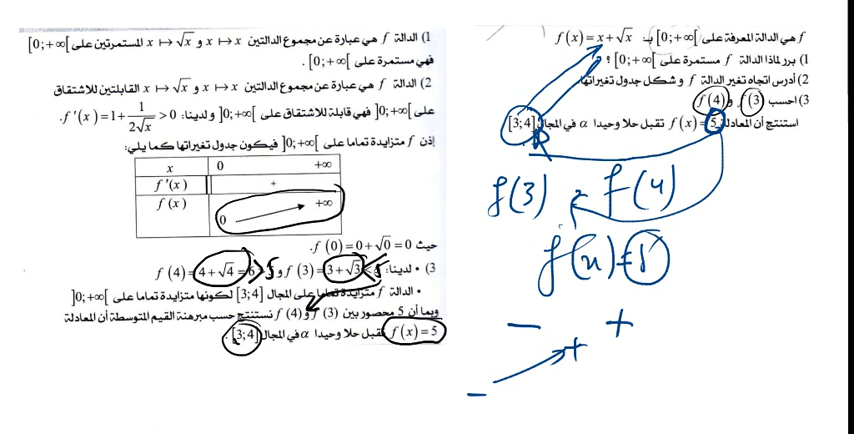 f هي الدالة المعرفة على [0;+∞[ بـ: f(x)=x+√x
1) برر لماذا الدالة f مستمرة على [0;+∞[ ؟
2) أدرس اتجاه تغير الدالة f و شكل جدول تغيراتها
3) احسب f(3) و f(4)
استنتج أن المعادلة f(x)=5 تقبل حلا وحيدا α في المجال [3;4]
f(3) f(4)
f(x)=5
− +
− +
1) الدالة f هي عبارة عن مجموع الدالتين x↦x و x↦√x المستمرتين على [0;+∞[
فهي مستمرة على [0;+∞[ .
2) الدالة f هي عبارة عن مجموع الدالتين x↦x و x↦√x القابلتين للاشتقاق
على ]0;+∞[ فهي قابلة للاشتقاق على ]0;+∞[ ولدينا: f'(x)=1+1/(2√x)>0.
إذن f متزايدة تماما على [0;+∞[ فيكون جدول تغيراتها كما يلي:
x 0 +∞
f'(x) +
f(x) 0 +∞
حيث f(0)=0+√0=0.
3) • لدينا: f(3)=3+√3<5 و f(4)=4+√4=6>5
• الدالة f متزايدة تماما على المجال [3;4] لكونها متزايدة تماما على [0;+∞[
وبما أن 5 محصور بين f(3) و f(4) نستنتج حسب مبرهنة القيم المتوسطة أن المعادلة
f(x)=5 تقبل حلا وحيدا α في المجال [3;4].